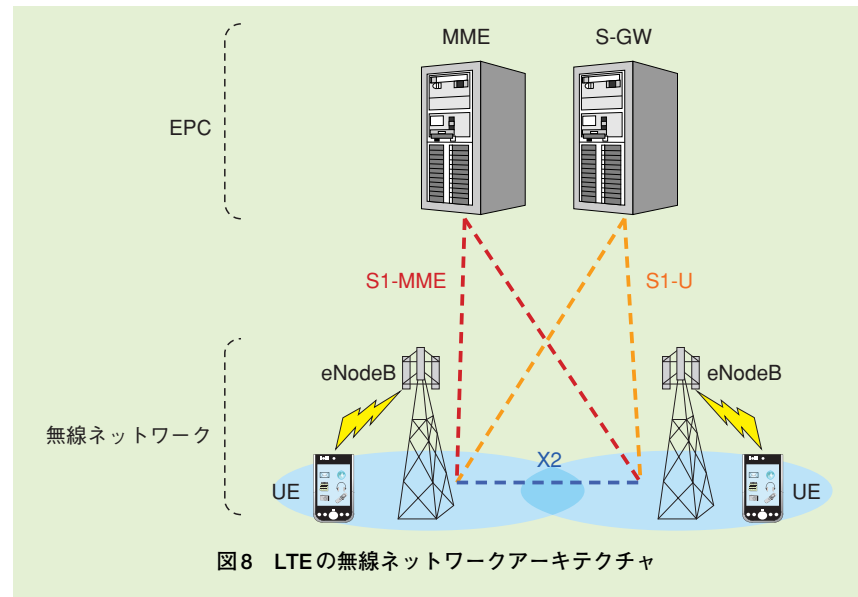 MME
S-GW
EPC
S1-MME
S1-U
eNodeB
eNodeB
無線ネットワーク
X2
UE
UE
図8 LTEの無線ネットワークアーキテクチャ